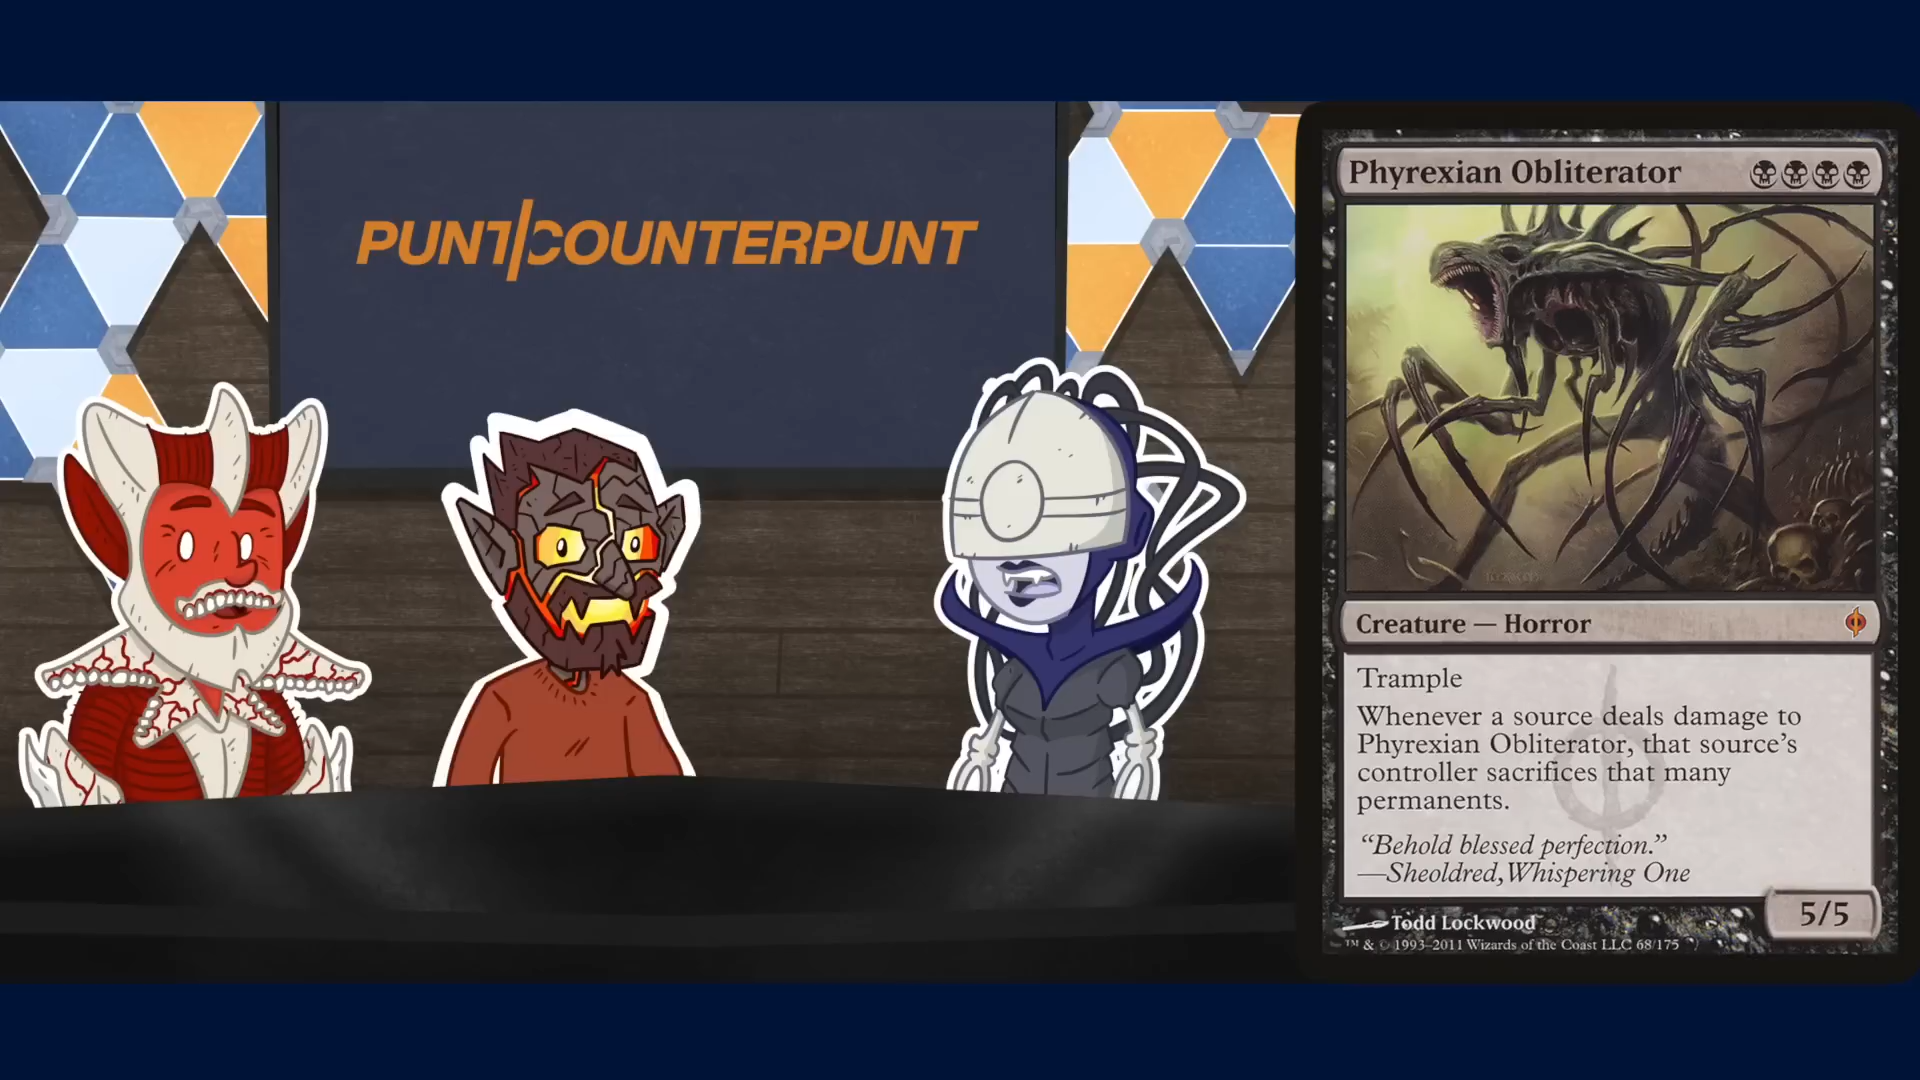 PUNT/COUNTERPUNT
Phyrexian Obliterator
Creature — Horror
Trample
Whenever a source deals damage to
Phyrexian Obliterator, that source's
controller sacrifices that many
permanents.
“Behold blessed perfection.”
—Sheoldred, Whispering One
5/5
Todd Lockwood
™ & © 1993–2011 Wizards of the Coast LLC 68/175